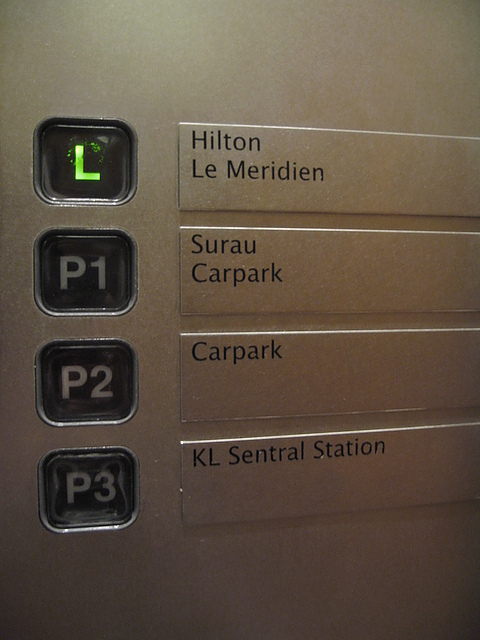 L
Hilton
Le Meridien
P1
Surau
Carpark
P2
Carpark
P3
KL Sentral Station